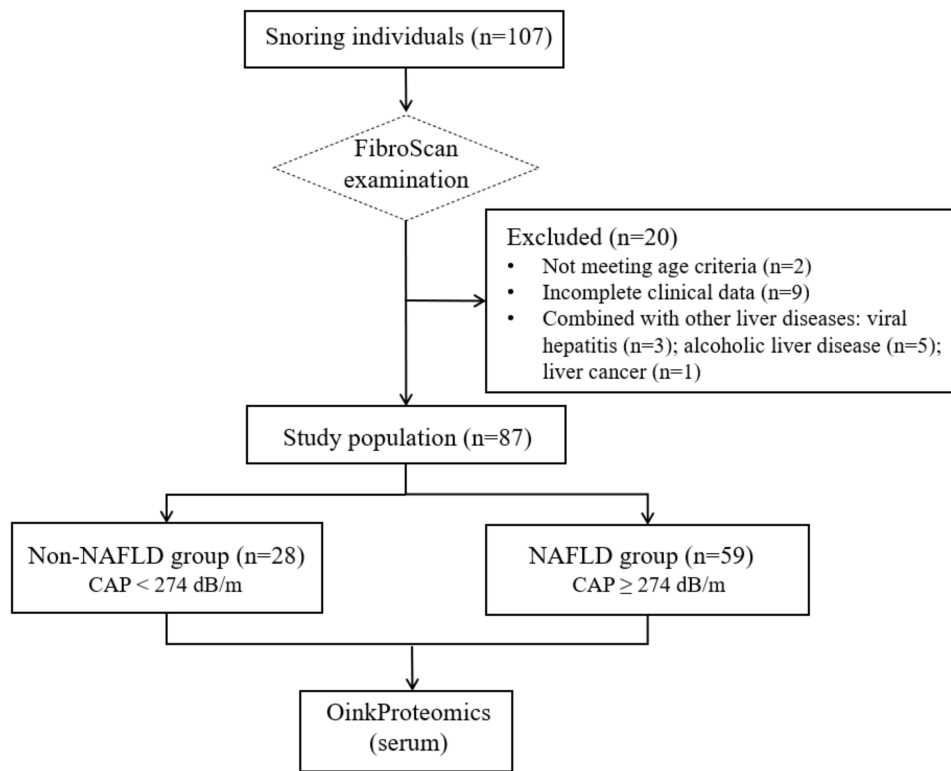 Snoring individuals (n=107)
FibroScan
examination
Excluded (n=20)
• Not meeting age criteria (n=2)
• Incomplete clinical data (n=9)
• Combined with other liver diseases: viral
hepatitis (n=3); alcoholic liver disease (n=5);
liver cancer (n=1)
Study population (n=87)
Non-NAFLD group (n=28)
CAP < 274 dB/m
NAFLD group (n=59)
CAP ≥ 274 dB/m
OinkProteomics
(serum)